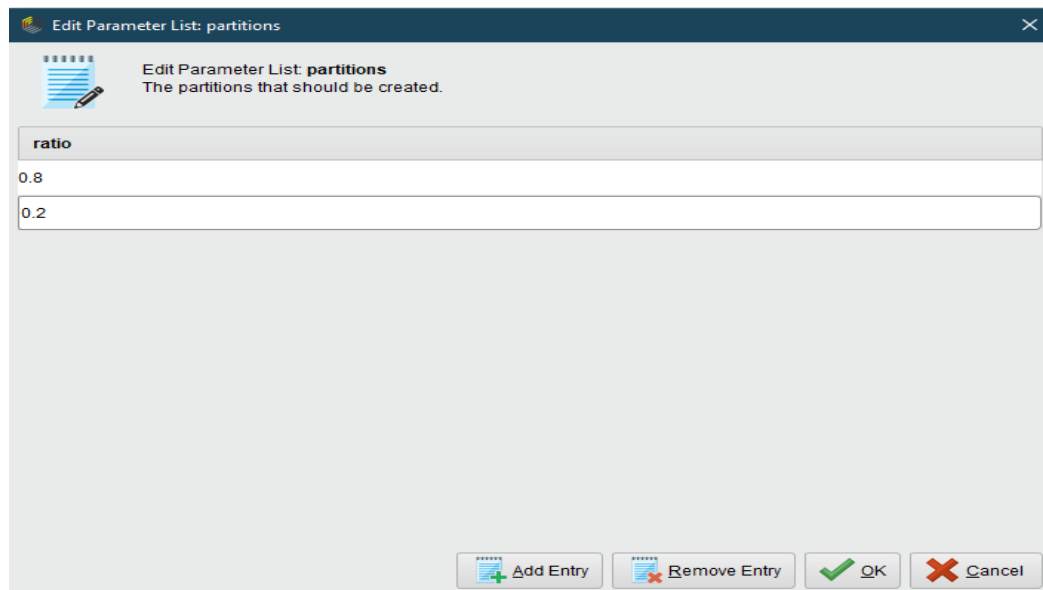 Edit Parameter List: partitions
Edit Parameter List: partitions
The partitions that should be created.
ratio
0.8
0.2
Add Entry
Remove Entry
OK
Cancel